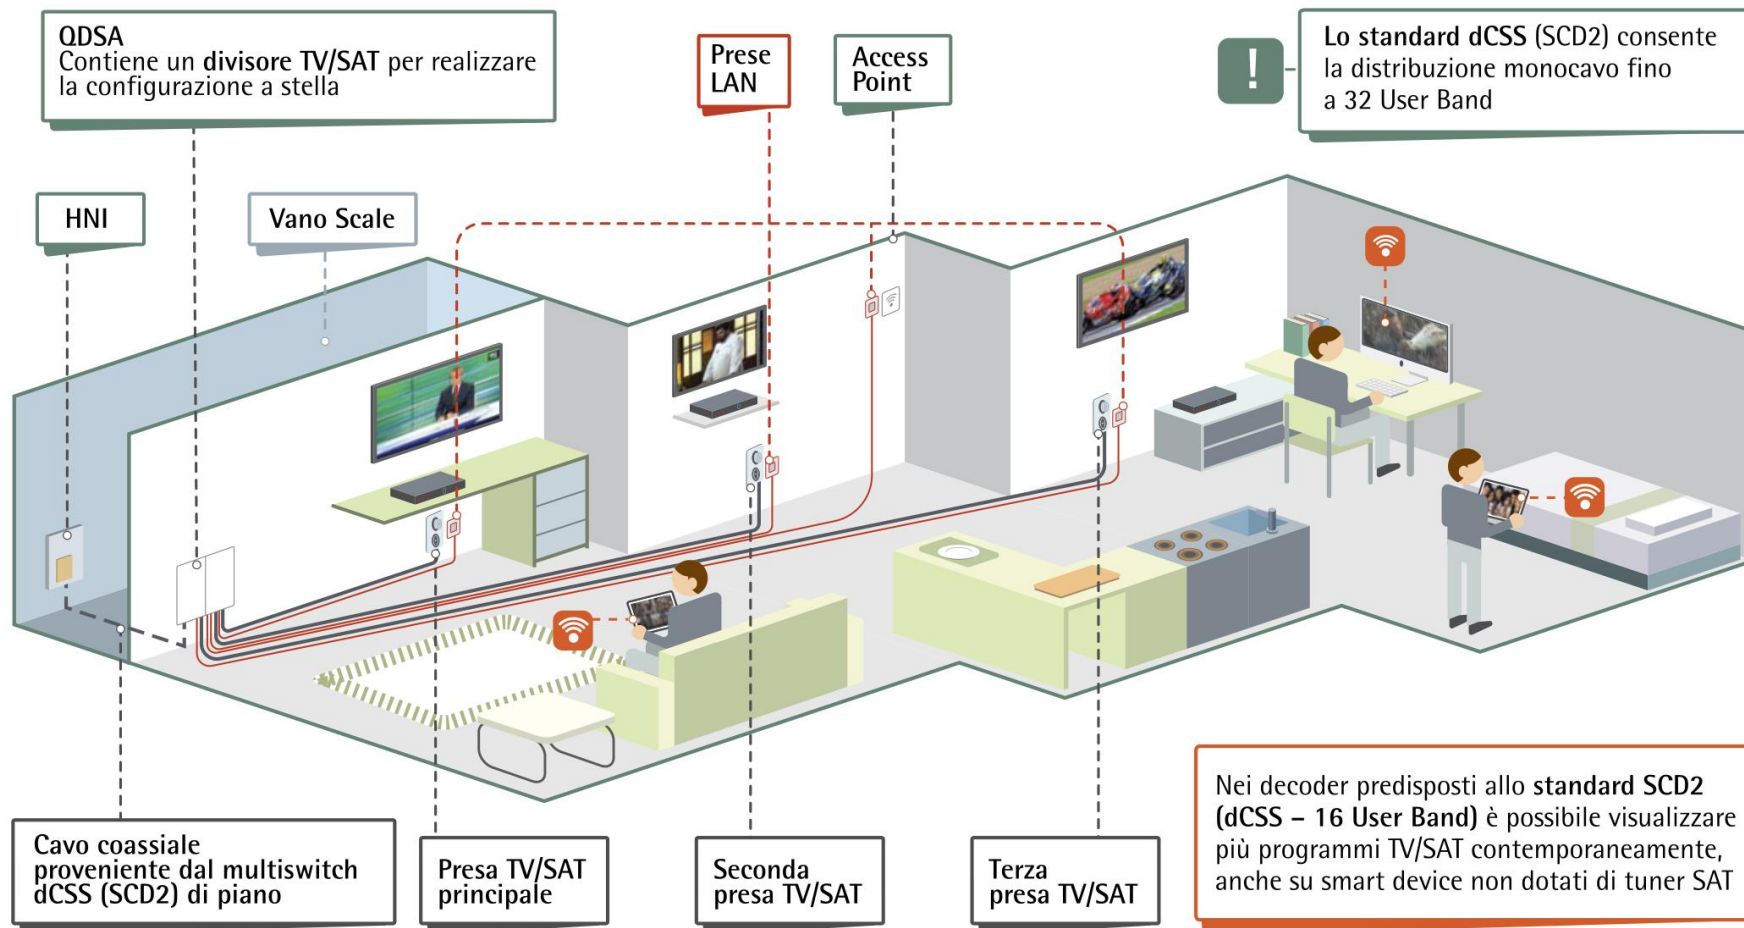 QDSA
Contiene un divisore TV/SAT per realizzare
la configurazione a stella
Prese
LAN
Access
Point
!
Lo standard dCSS (SCD2) consente
la distribuzione monocavo fino
a 32 User Band
HNI
Vano Scale
Cavo coassiale
proveniente dal multiswitch
dCSS (SCD2) di piano
Presa TV/SAT
principale
Seconda
presa TV/SAT
Terza
presa TV/SAT
Nei decoder predisposti allo standard SCD2
(dCSS – 16 User Band) è possibile visualizzare
più programmi TV/SAT contemporaneamente,
anche su smart device non dotati di tuner SAT